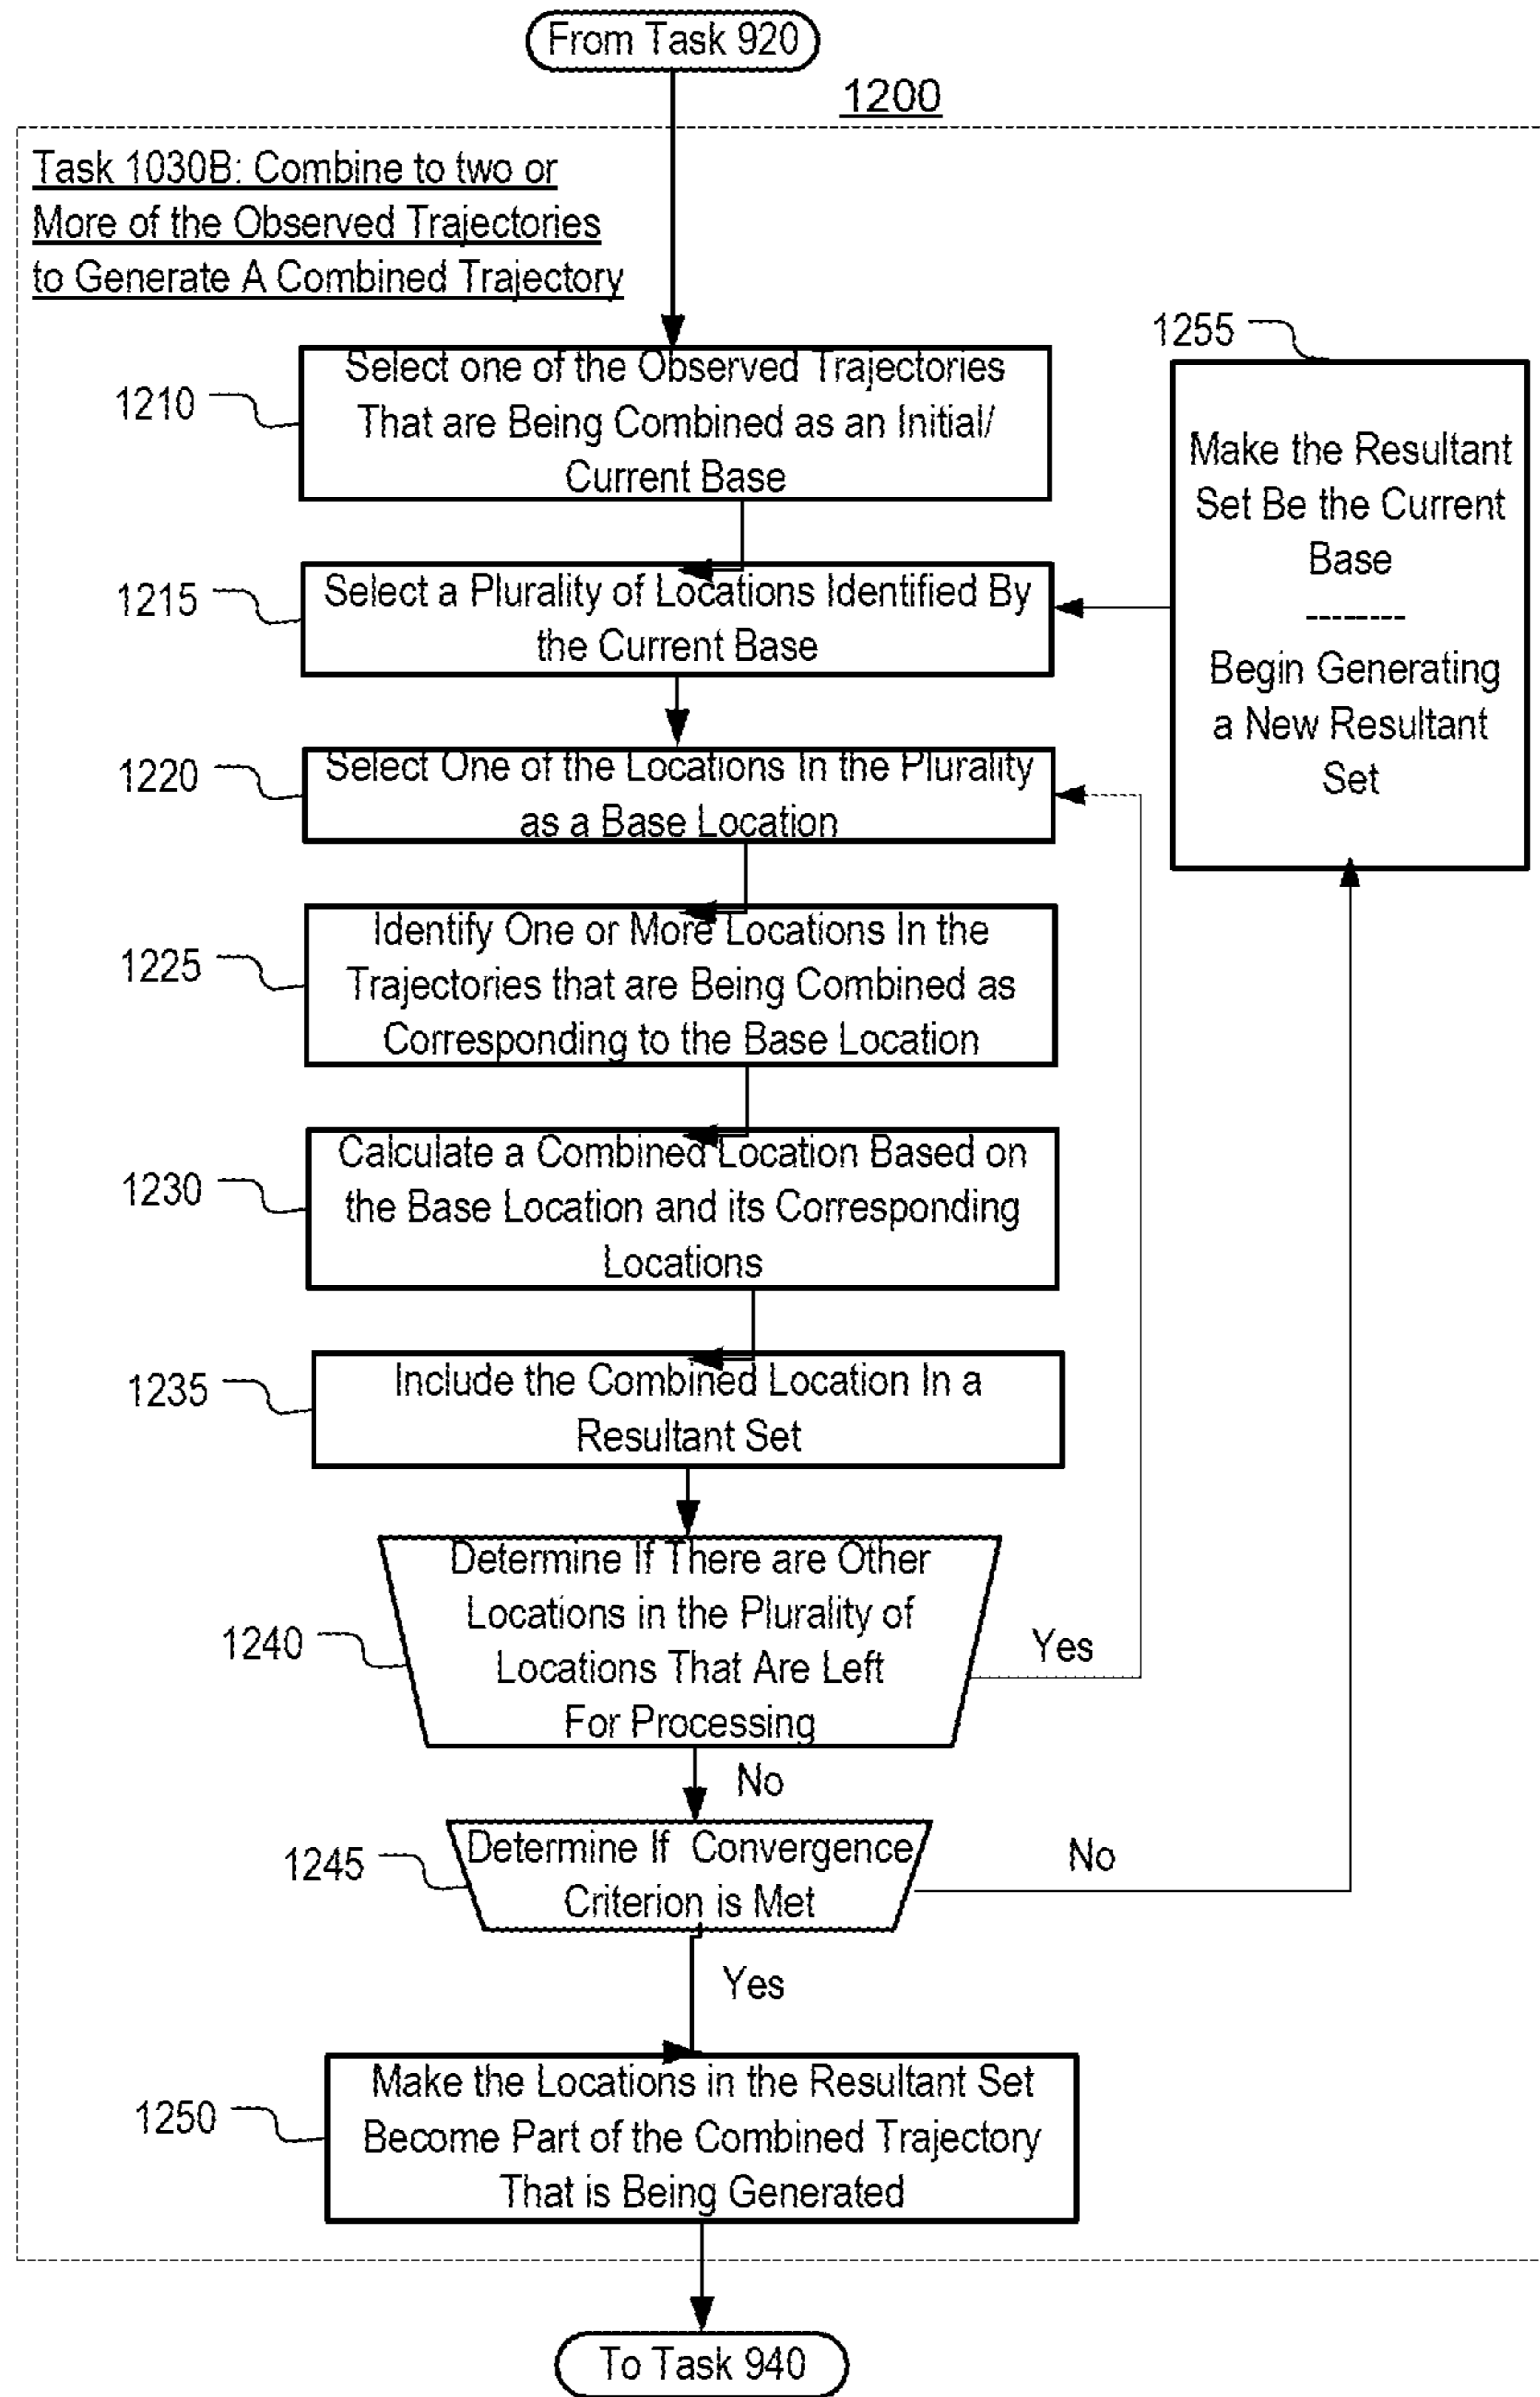 From Task 920
1200
Task 1030B: Combine to two or
More of the Observed Trajectories
to Generate A Combined Trajectory
1210
Select one of the Observed Trajectories
That are Being Combined as an Initial/
Current Base
1255
Make the Resultant
Set Be the Current
Base
--------
Begin Generating
a New Resultant
Set
1215
Select a Plurality of Locations Identified By
the Current Base
1220
Select One of the Locations In the Plurality
as a Base Location
1225
Identify One or More Locations In the
Trajectories that are Being Combined as
Corresponding to the Base Location
1230
Calculate a Combined Location Based on
the Base Location and its Corresponding
Locations
1235
Include the Combined Location In a
Resultant Set
1240
Determine If There are Other
Locations in the Plurality of
Locations That Are Left
For Processing
Yes
No
1245
Determine If Convergence
Criterion is Met
No
Yes
1250
Make the Locations in the Resultant Set
Become Part of the Combined Trajectory
That is Being Generated
To Task 940